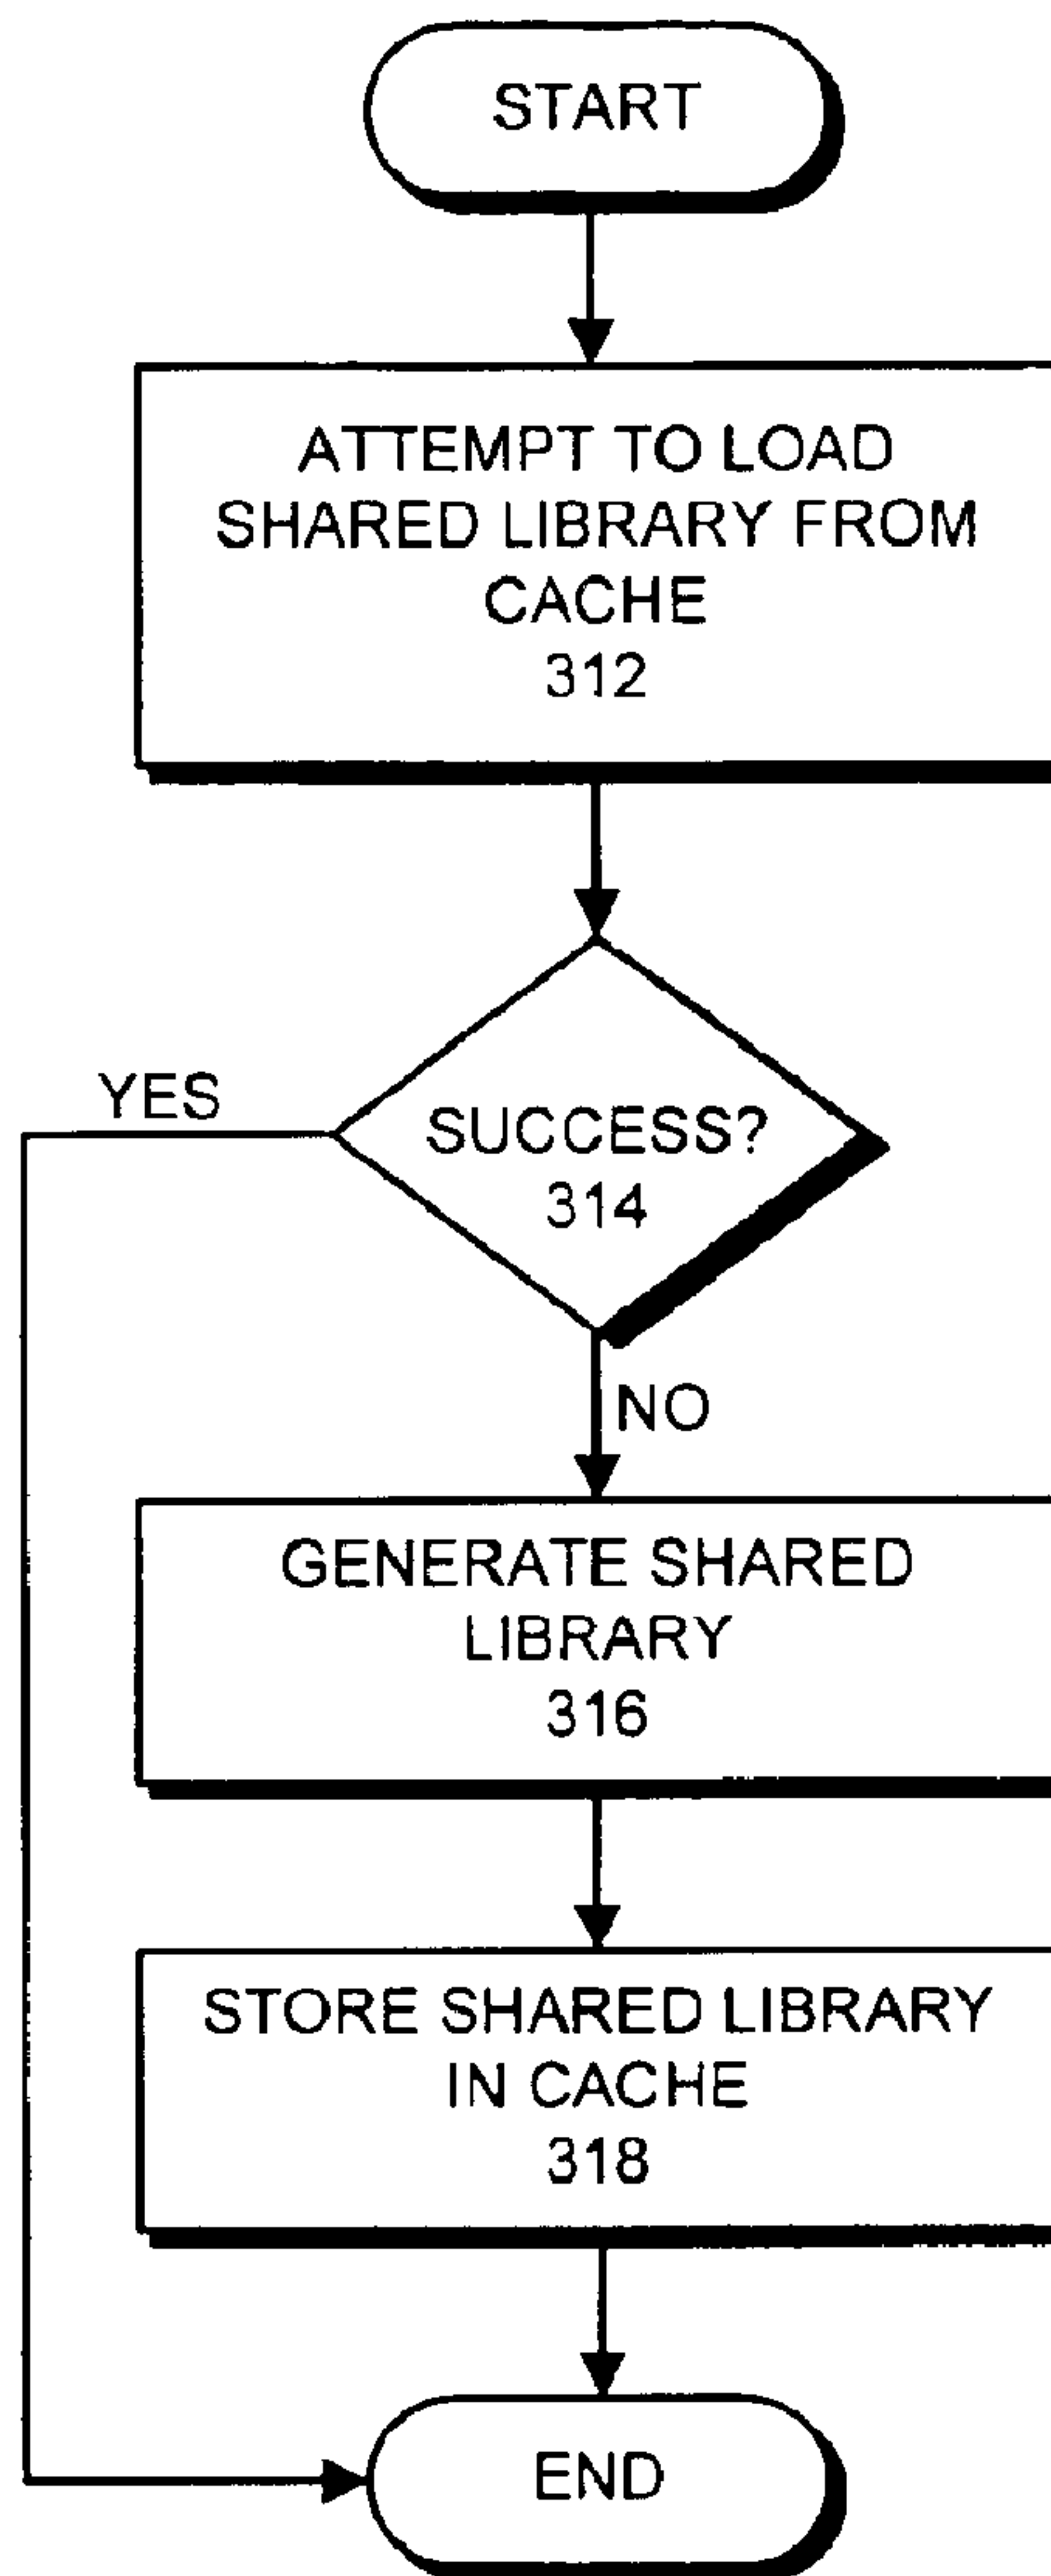 START
ATTEMPT TO LOAD
SHARED LIBRARY FROM
CACHE
312
YES
SUCCESS?
314
NO
GENERATE SHARED
LIBRARY
316
STORE SHARED LIBRARY
IN CACHE
318
END